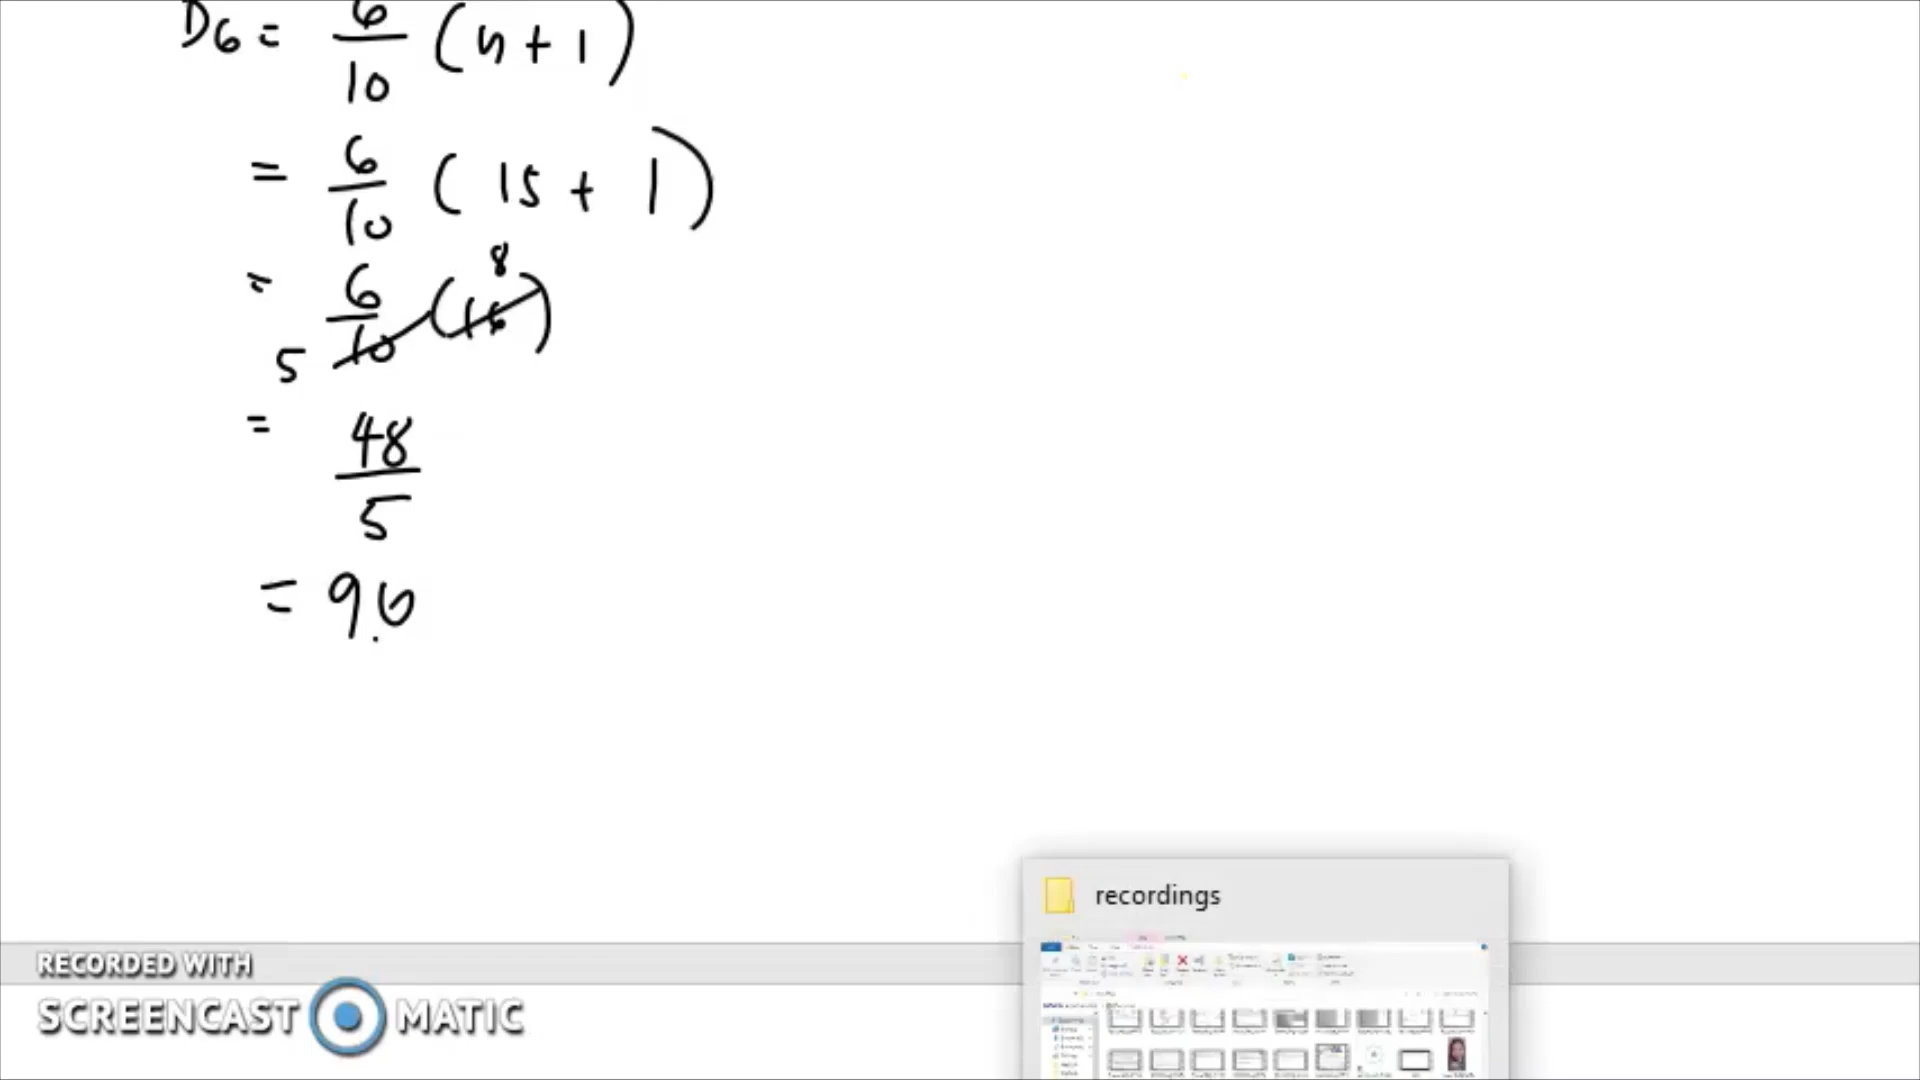 D6 = 6/10 (n + 1)
= 6/10 (15 + 1)
8
= 6/10 (16)
5
= 48/5
= 9.6
recordings
RECORDED WITH
SCREENCAST MATIC